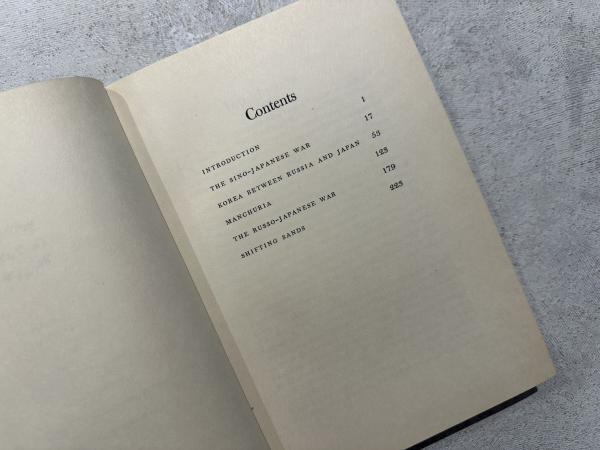 Contents
INTRODUCTION 1
THE SINO-JAPANESE WAR 17
KOREA BETWEEN RUSSIA AND JAPAN 53
MANCHURIA 123
THE RUSSO-JAPANESE WAR 179
SHIFTING SANDS 223